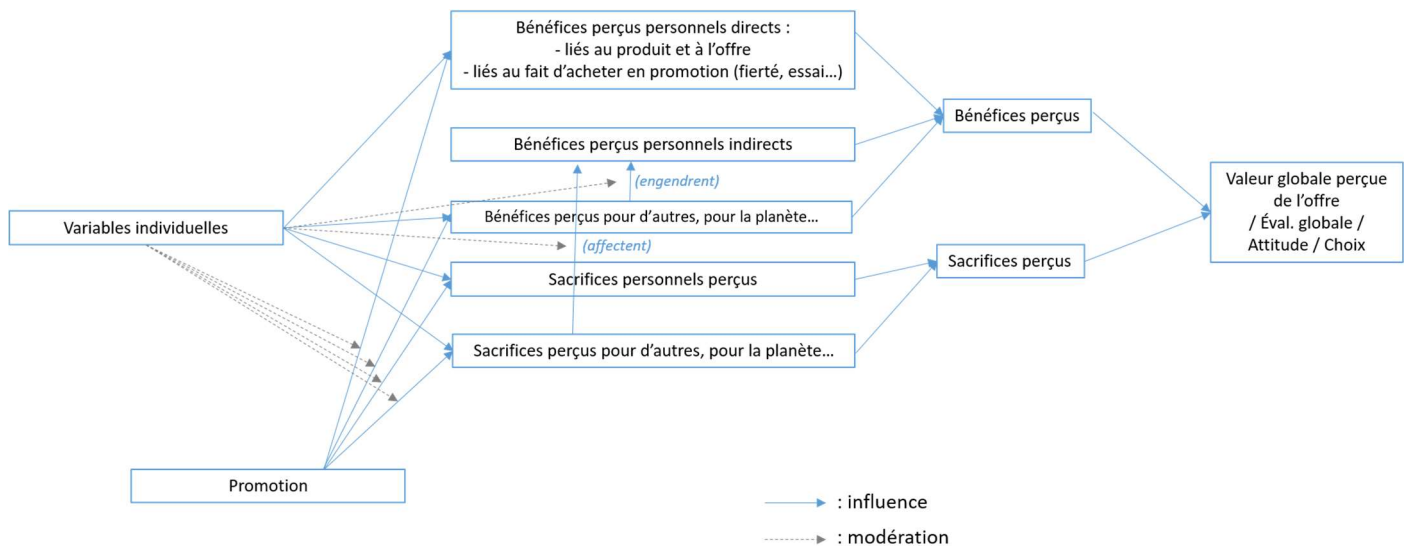 Bénéfices perçus personnels directs :
- liés au produit et à l'offre
- liés au fait d'acheter en promotion (fierté, essai…)
Bénéfices perçus
Bénéfices perçus personnels indirects
(engendrent)
Valeur globale perçue
de l'offre
/ Éval. globale /
Attitude / Choix
Variables individuelles
Bénéfices perçus pour d'autres, pour la planète…
(affectent)
Sacrifices perçus
Sacrifices personnels perçus
Sacrifices perçus pour d'autres, pour la planète…
Promotion
: influence
: modération